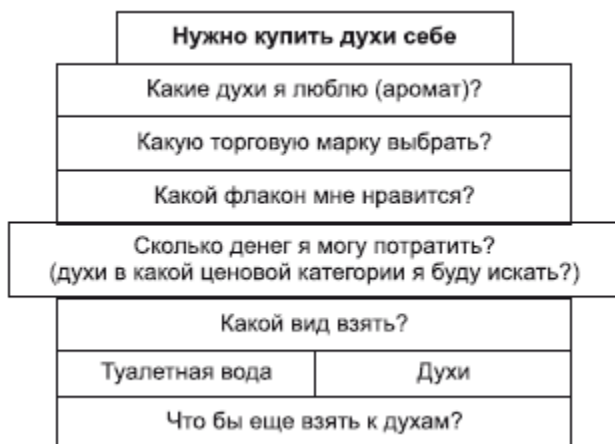 Нужно купить духи себе
Какие духи я люблю (аромат)?
Какую торговую марку выбрать?
Какой флакон мне нравится?
Сколько денег я могу потратить?
(духи в какой ценовой категории я буду искать?)
Какой вид взять?
Туалетная вода
Духи
Что бы еще взять к духам?